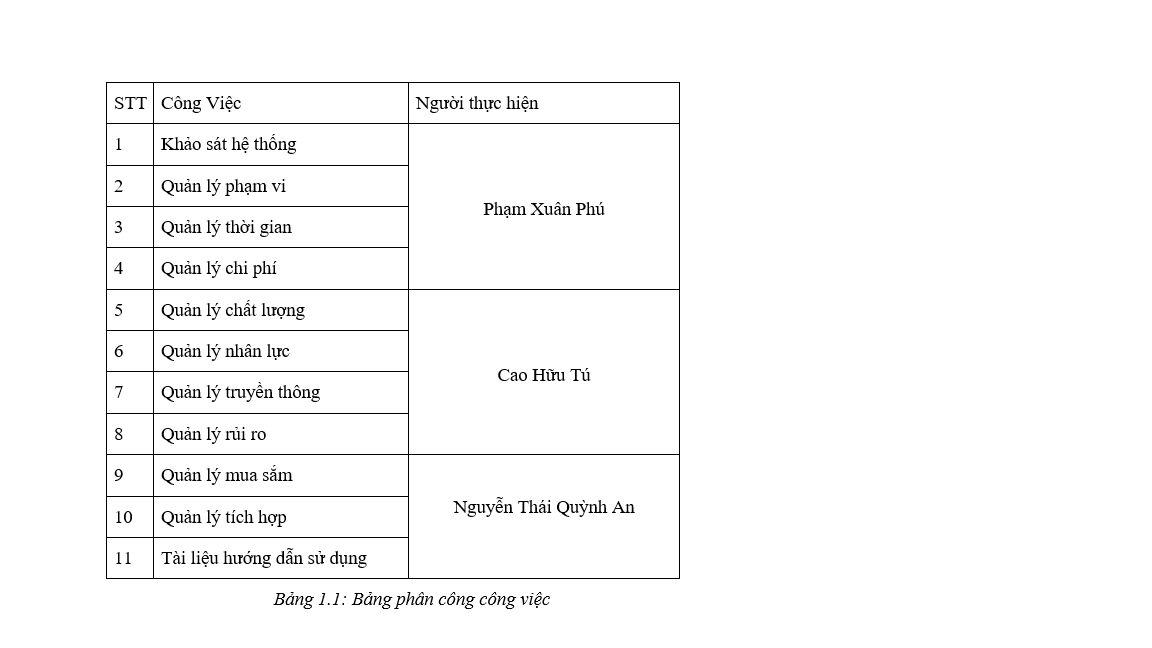 STT Công Việc Người thực hiện
1 Khảo sát hệ thống
2 Quản lý phạm vi
Phạm Xuân Phú
3 Quản lý thời gian
4 Quản lý chi phí
5 Quản lý chất lượng
6 Quản lý nhân lực
Cao Hữu Tú
7 Quản lý truyền thông
8 Quản lý rủi ro
9 Quản lý mua sắm
Nguyễn Thái Quỳnh An
10 Quản lý tích hợp
11 Tài liệu hướng dẫn sử dụng
Bảng 1.1: Bảng phân công công việc